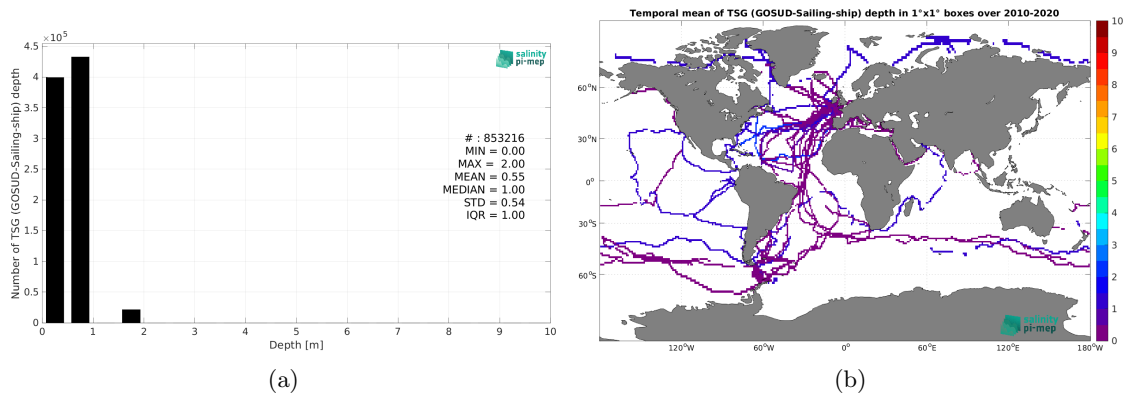 4.5
×10⁵
4
3.5
3
2.5
2
1.5
1
0.5
0
Number of TSG (GOSUD-Sailing-ship) depth
salinity
pi-mep
# : 853216
MIN = 0.00
MAX = 2.00
MEAN = 0.55
MEDIAN = 1.00
STD = 0.54
IQR = 1.00
0 1 2 3 4 5 6 7 8 9 10
Depth [m]
(a)
Temporal mean of TSG (GOSUD-Sailing-ship) depth in 1°x1° boxes over 2010-2020
60°N
30°N
0°
30°S
60°S
120°W 60°W 0° 60°E 120°E 180°W
salinity
pi-mep
10
9
8
7
6
5
4
3
2
1
0
(b)